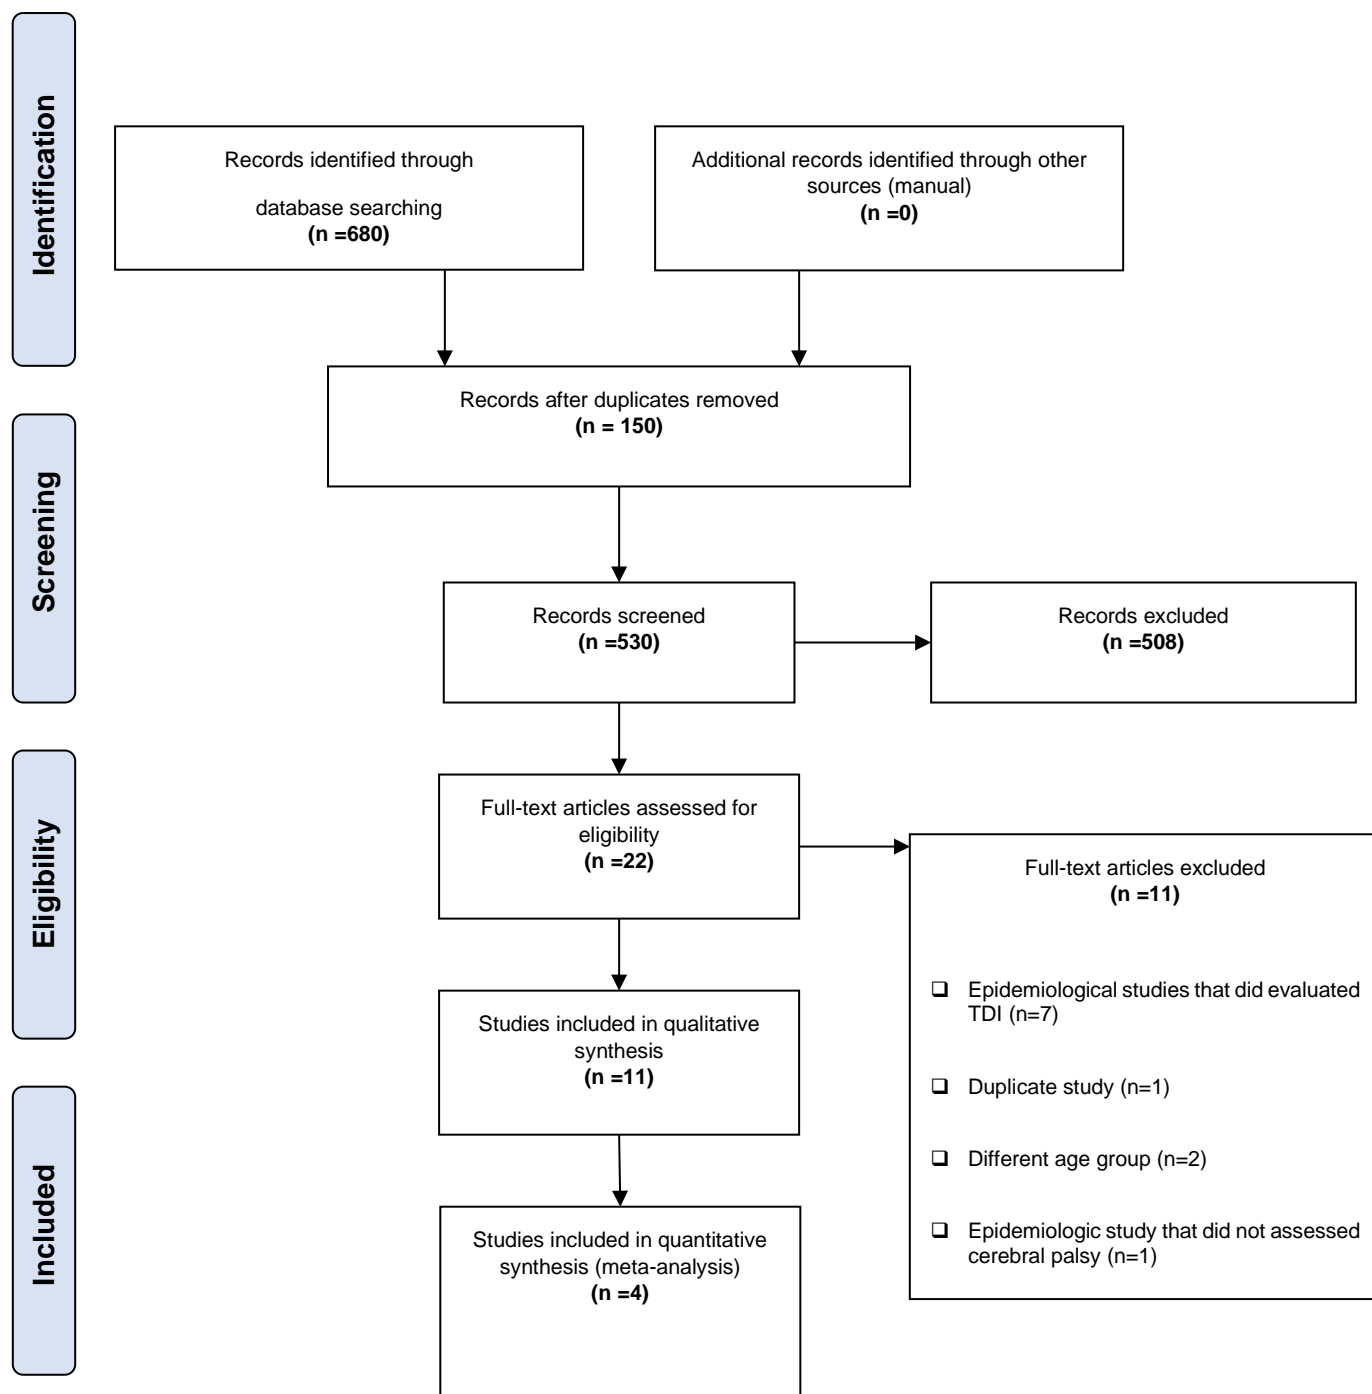 Identification
Records identified through
database searching
(n =680)
Additional records identified through other
sources (manual)
(n =0)
Records after duplicates removed
(n = 150)
Screening
Records screened
(n =530)
Records excluded
(n =508)
Eligibility
Full-text articles assessed for
eligibility
(n =22)
Full-text articles excluded
(n =11)
Epidemiological studies that did evaluated
TDI (n=7)
Duplicate study (n=1)
Different age group (n=2)
Epidemiologic study that did not assessed
cerebral palsy (n=1)
Studies included in qualitative
synthesis
(n =11)
Included
Studies included in quantitative
synthesis (meta-analysis)
(n =4)